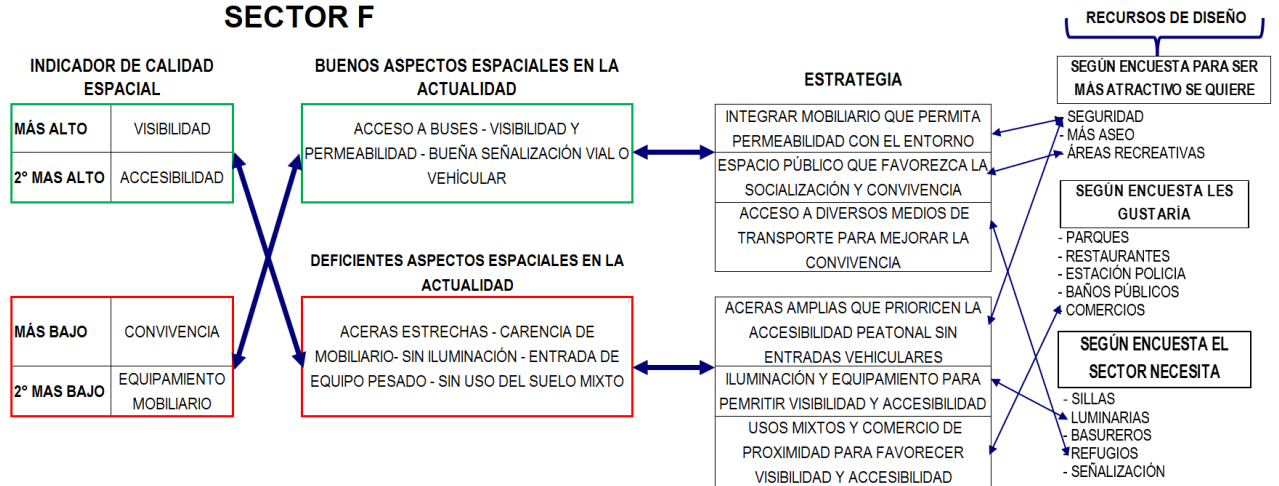 SECTOR F
INDICADOR DE CALIDAD
ESPACIAL
MÁS ALTO
VISIBILIDAD
2° MAS ALTO
ACCESIBILIDAD
MÁS BAJO
CONVIVENCIA
2° MAS BAJO
EQUIPAMIENTO
MOBILIARIO
BUENOS ASPECTOS ESPACIALES EN LA
ACTUALIDAD
ACCESO A BUSES - VISIBILIDAD Y
PERMEABILIDAD - BUEÑA SEÑALIZACIÓN VIAL O
VEHÍCULAR
DEFICIENTES ASPECTOS ESPACIALES EN LA
ACTUALIDAD
ACERAS ESTRECHAS - CARENCIA DE
MOBILIARIO- SIN ILUMINACIÓN - ENTRADA DE
EQUIPO PESADO - SIN USO DEL SUELO MIXTO
ESTRATEGIA
INTEGRAR MOBILIARIO QUE PERMITA
PERMEABILIDAD CON EL ENTORNO
ESPACIO PÚBLICO QUE FAVOREZCA LA
SOCIALIZACIÓN Y CONVIVENCIA
ACCESO A DIVERSOS MEDIOS DE
TRANSPORTE PARA MEJORAR LA
CONVIVENCIA
ACERAS AMPLIAS QUE PRIORICEN LA
ACCESIBILIDAD PEATONAL SIN
ENTRADAS VEHICULARES
ILUMINACIÓN Y EQUIPAMIENTO PARA
PEMRITIR VISIBILIDAD Y ACCESIBILIDAD
USOS MIXTOS Y COMERCIO DE
PROXIMIDAD PARA FAVORECER
VISIBILIDAD Y ACCESIBILIDAD
RECURSOS DE DISEÑO
SEGÚN ENCUESTA PARA SER
MÁS ATRACTIVO SE QUIERE
- SEGURIDAD
- MÁS ASEO
- ÁREAS RECREATIVAS
SEGÚN ENCUESTA LES
GUSTARÍA
- PARQUES
- RESTAURANTES
- ESTACIÓN POLICIA
- BAÑOS PÚBLICOS
- COMERCIOS
SEGÚN ENCUESTA EL
SECTOR NECESITA
- SILLAS
- LUMINARIAS
- BASUREROS
- REFUGIOS
- SEÑALIZACIÓN